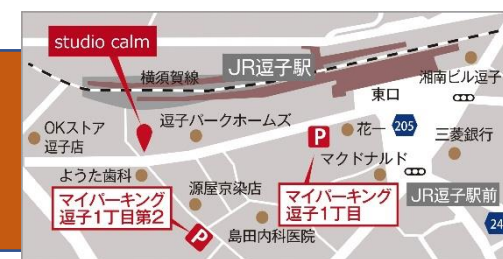 studio calm
JR逗子駅
横須賀線
湘南ビル逗子
東口
OKストア
逗子店
逗子パークホームズ
P
花一
205
三菱銀行
マクドナルド
ようた歯科
マイパーキング
逗子1丁目第2
源屋京染店
マイパーキング
逗子1丁目
JR逗子駅前
P
島田内科医院
24